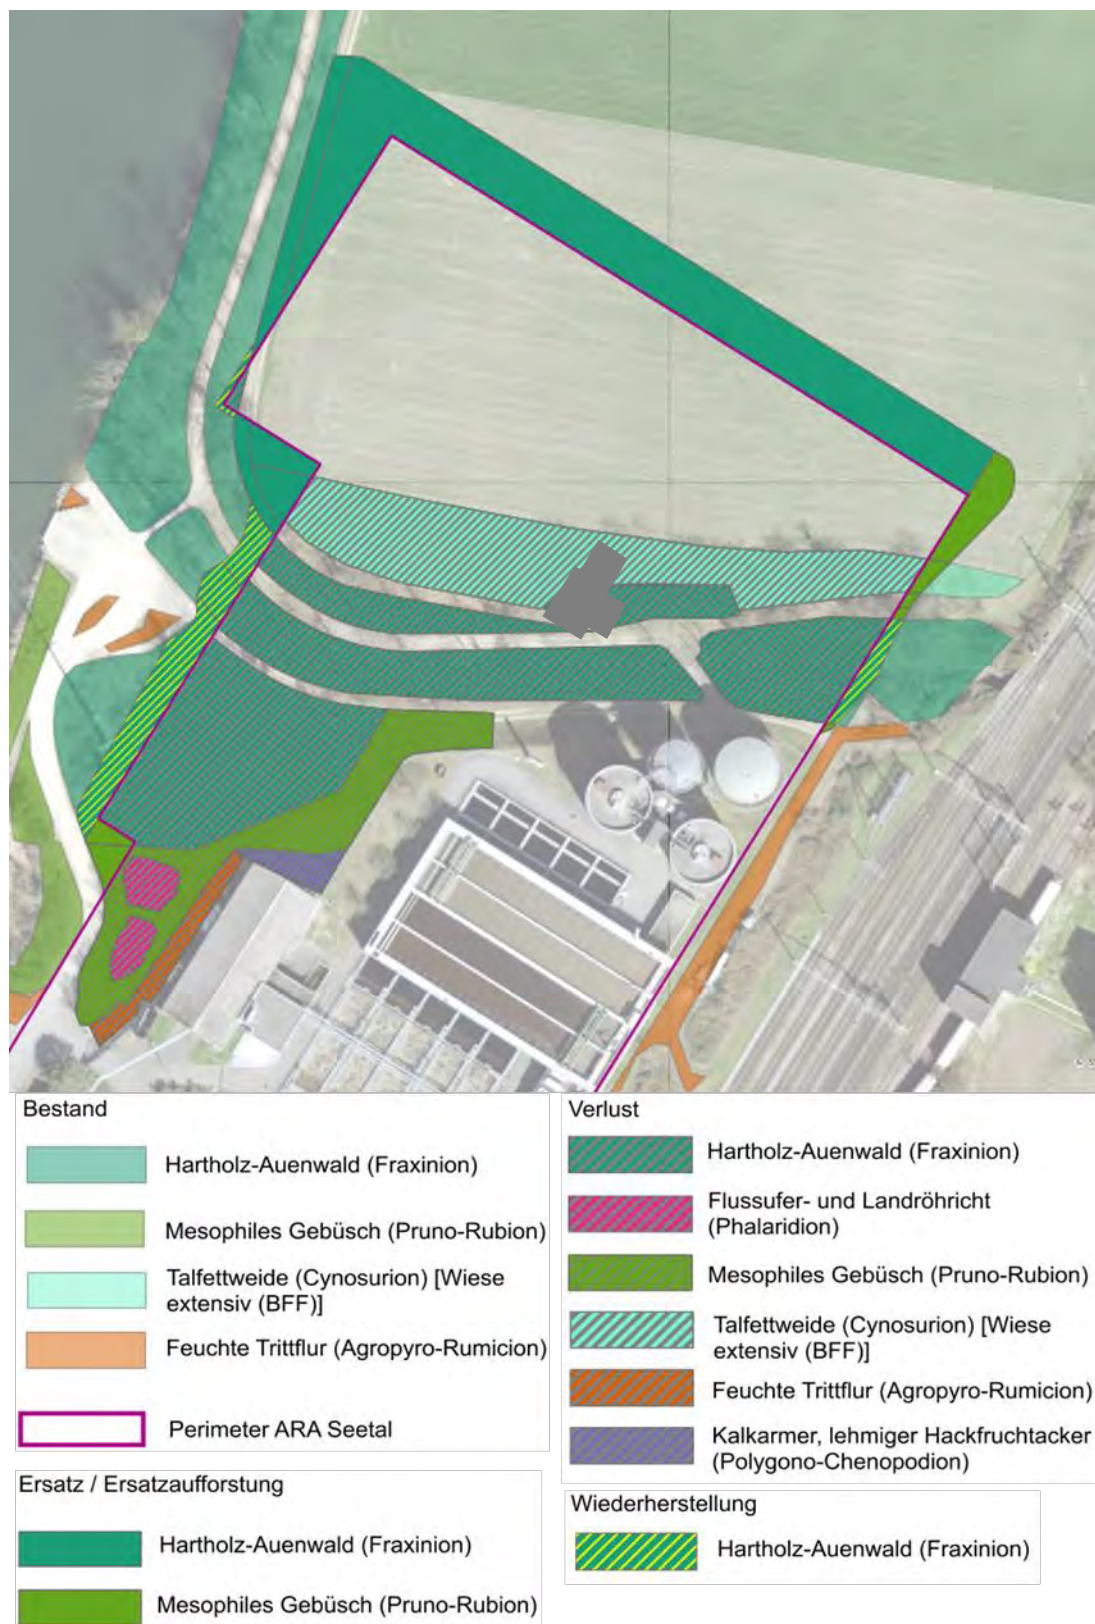 Bestand
Hartholz-Auenwald (Fraxinion)
Mesophiles Gebüsch (Pruno-Rubion)
Talfettweide (Cynosurion) [Wiese
extensiv (BFF)]
Feuchte Trittflur (Agropyro-Rumicion)
Perimeter ARA Seetal
Ersatz / Ersatzaufforstung
Hartholz-Auenwald (Fraxinion)
Mesophiles Gebüsch (Pruno-Rubion)
Verlust
Hartholz-Auenwald (Fraxinion)
Flussufer- und Landröhricht
(Phalaridion)
Mesophiles Gebüsch (Pruno-Rubion)
Talfettweide (Cynosurion) [Wiese
extensiv (BFF)]
Feuchte Trittflur (Agropyro-Rumicion)
Kalkarmer, lehmiger Hackfruchtacker
(Polygono-Chenopodion)
Wiederherstellung
Hartholz-Auenwald (Fraxinion)